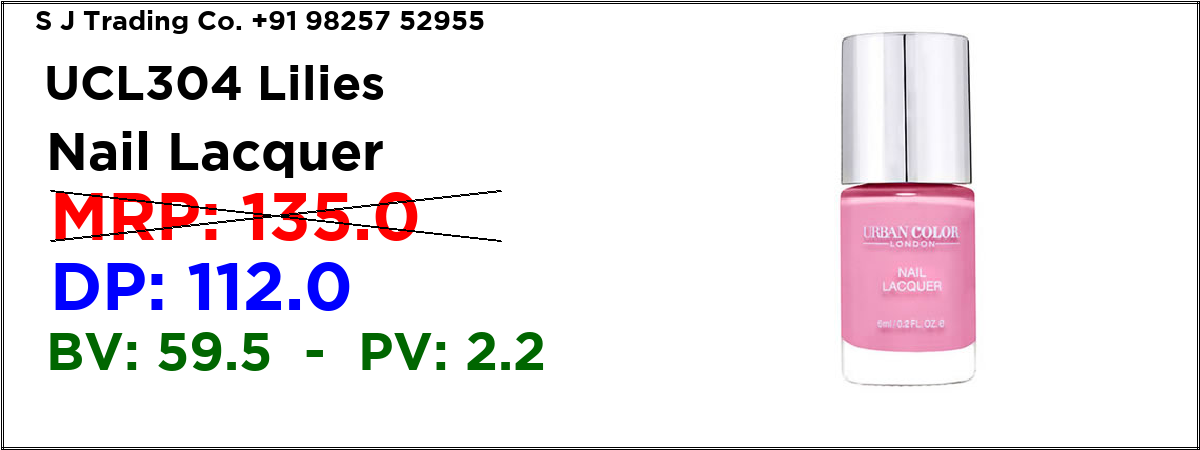 S J Trading Co. +91 98257 52955
UCL304 Lilies
Nail Lacquer
MRP: 135.0
DP: 112.0
BV: 59.5 - PV: 2.2
URBAN COLOR
LONDON
NAIL
LACQUER
6ml / 0.2 FL. OZ. ℮